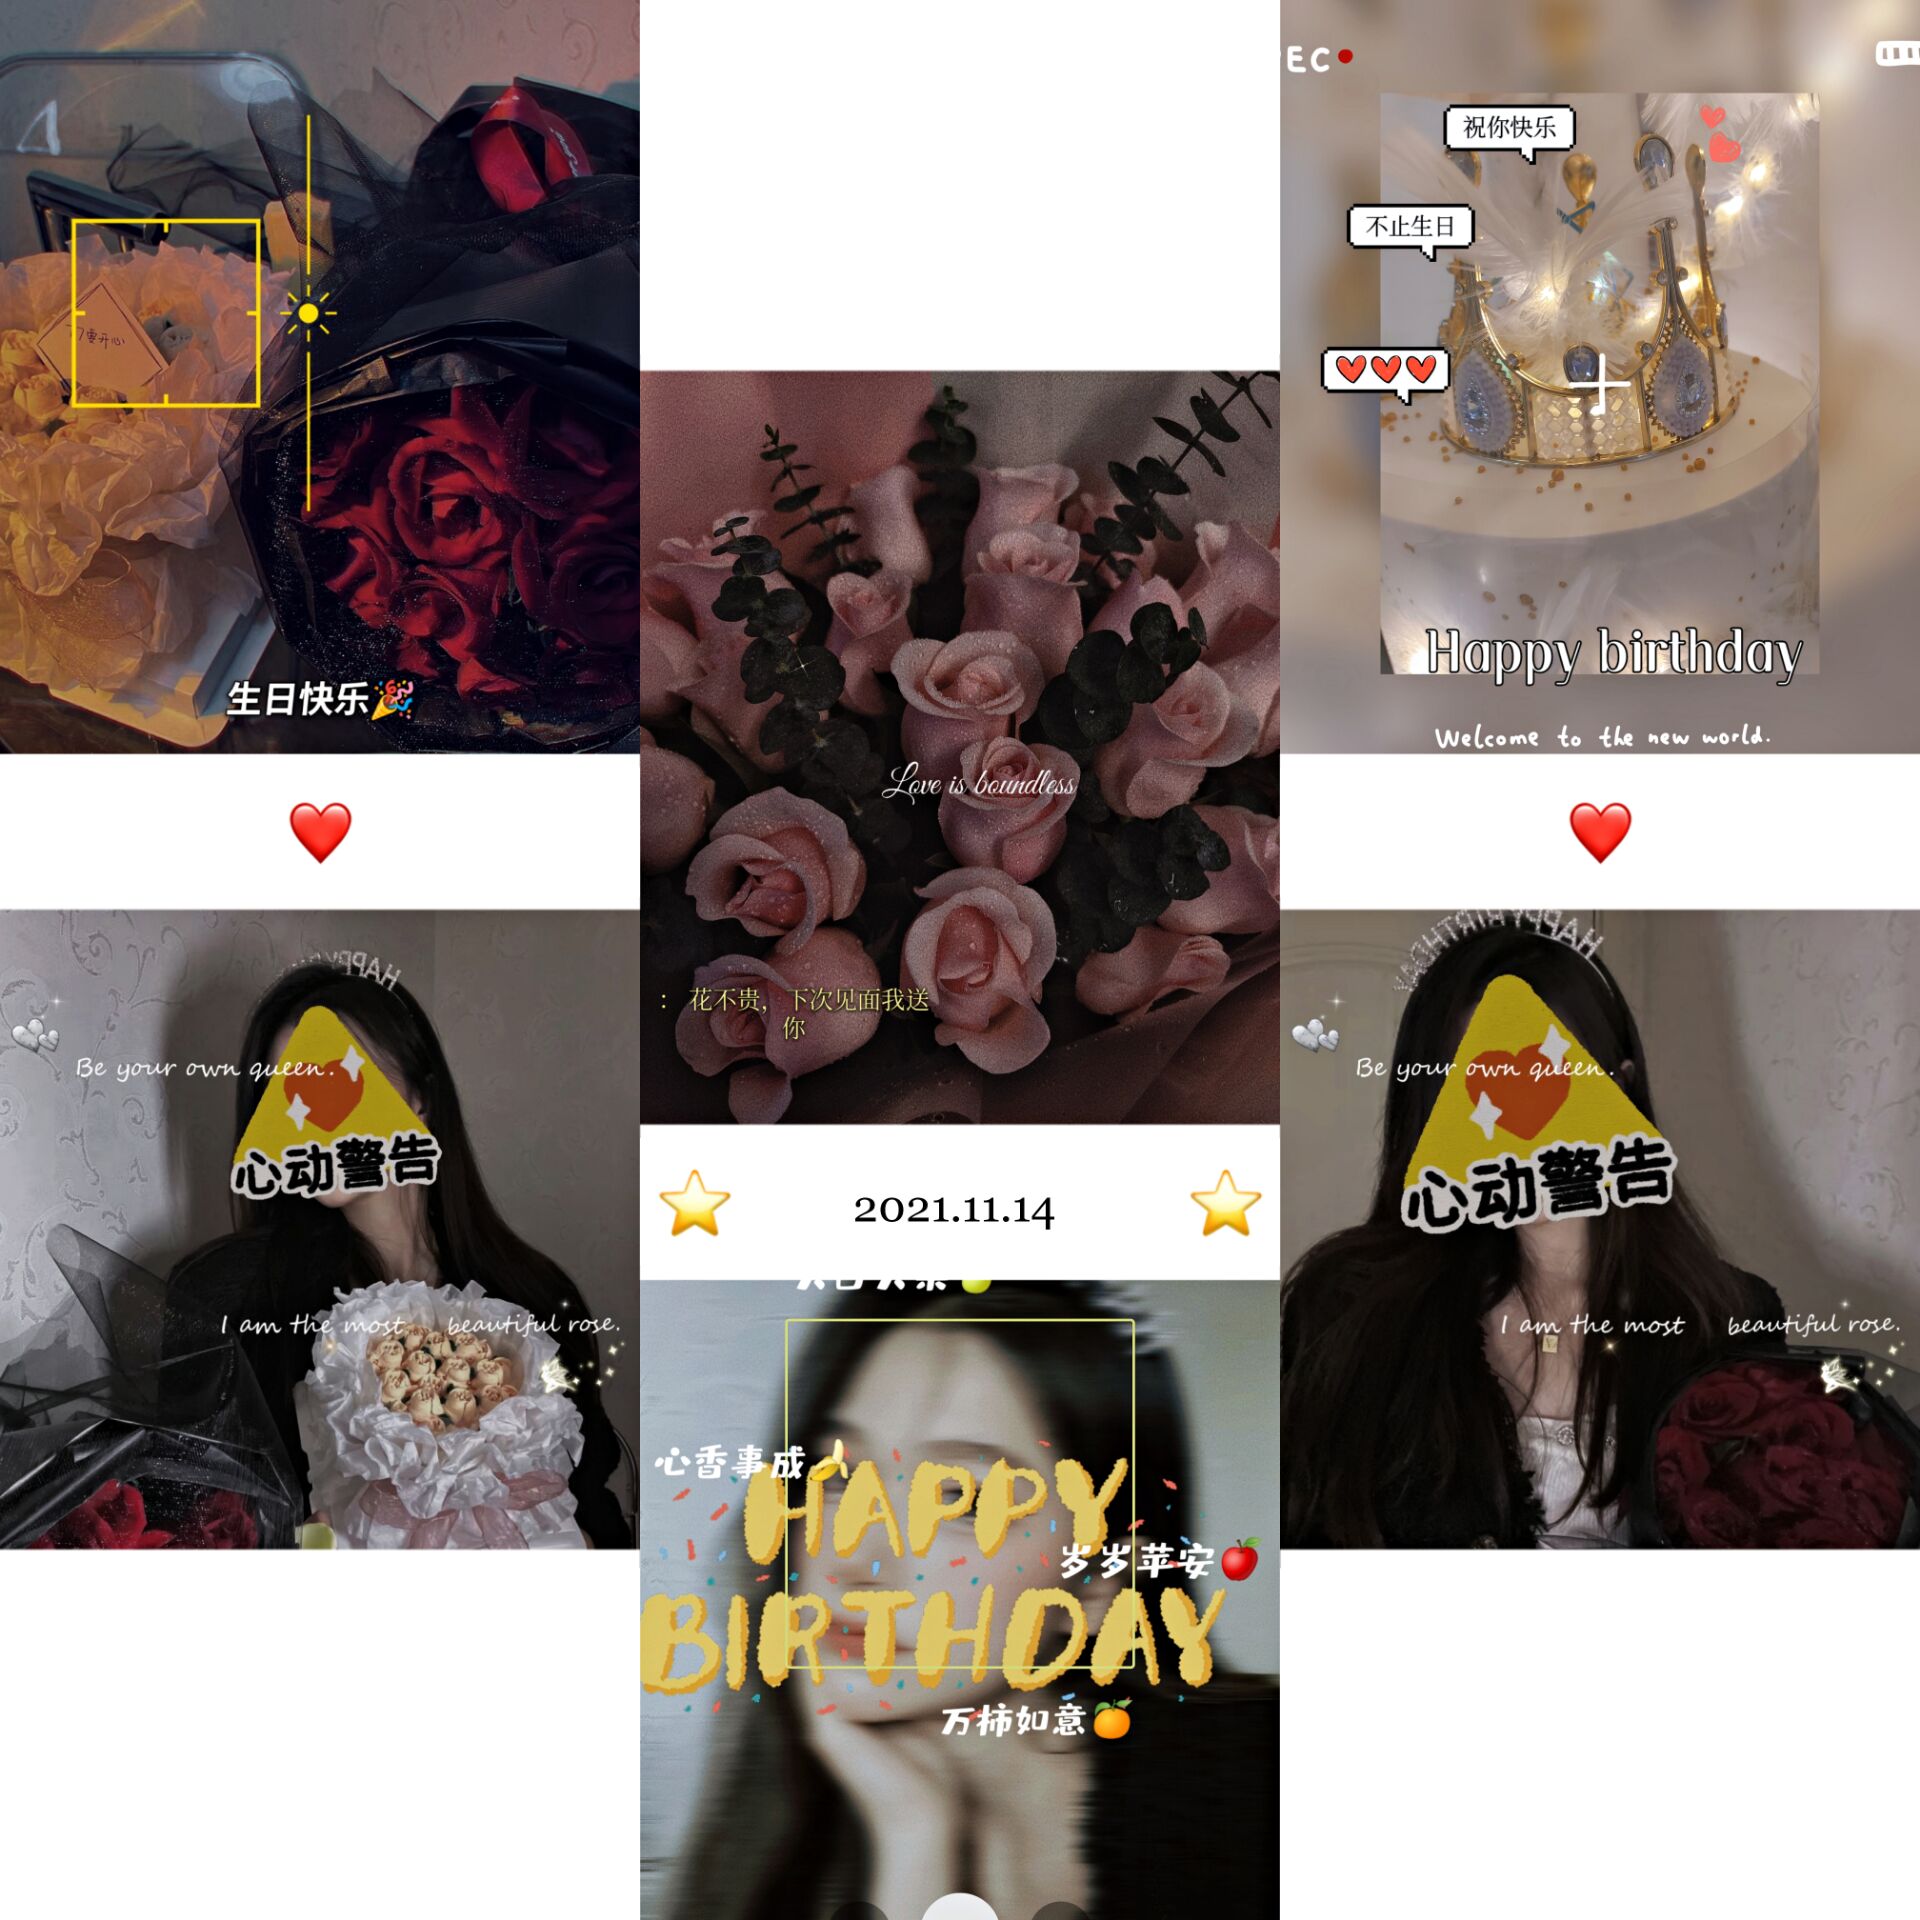 EC
祝你快乐
不止生日
要开心
生日快乐
Happy birthday
Welcome to the new world.
Love is boundless
： 花不贵，下次见面我送
你
HAPPY
Be your own queen.
心动警告
I am the most beautiful rose.
HAPPY BIRTHDAY
Be your own queen.
心动警告
I am the most beautiful rose.
2021.11.14
心香事成
HAPPY
岁岁苹安
BIRTHDAY
万柿如意